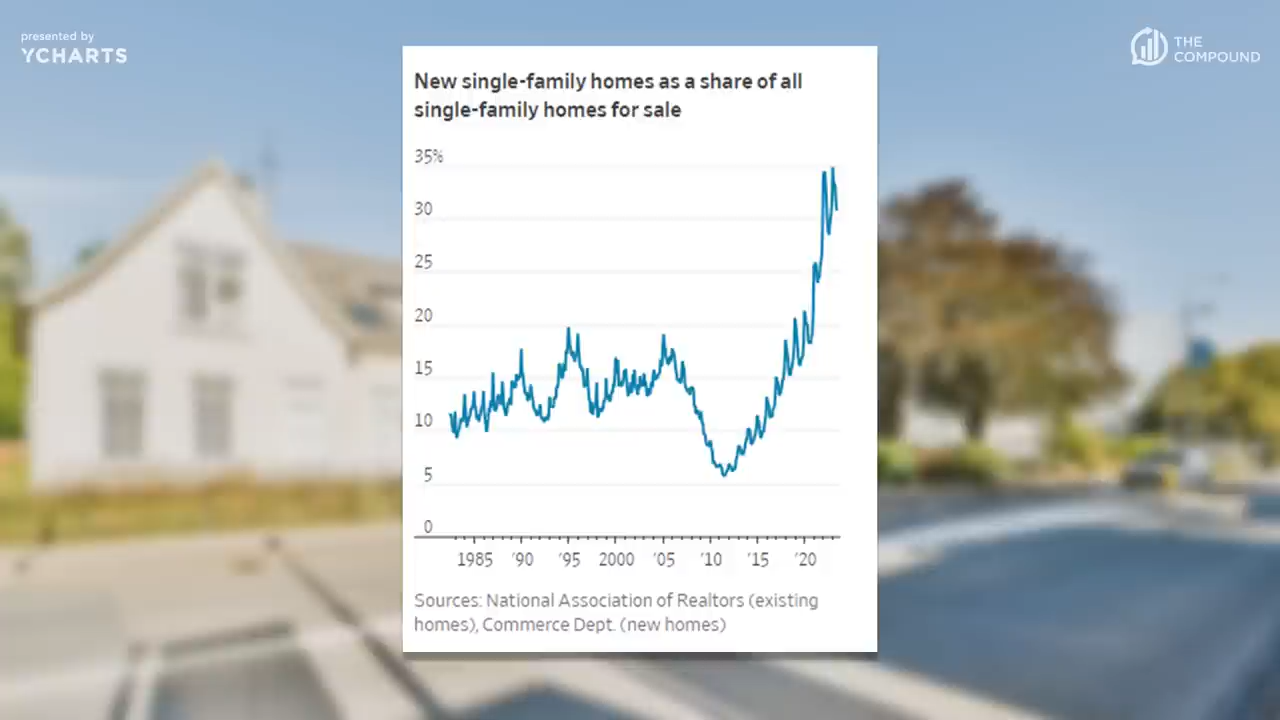 presented by
YCHARTS
THE
COMPOUND
New single-family homes as a share of all
single-family homes for sale
35%
30
25
20
15
10
5
0
1985 '90 '95 2000 '05 '10 '15 '20
Sources: National Association of Realtors (existing
homes), Commerce Dept. (new homes)